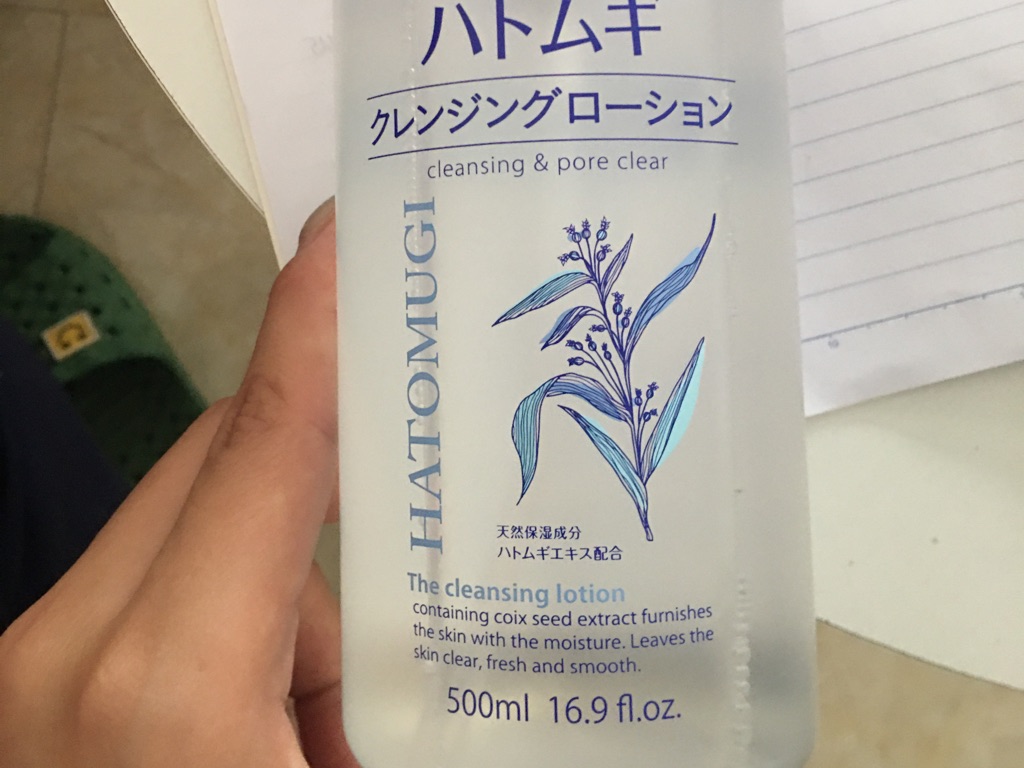 ハトムギ
クレンジングローション
cleansing & pore clear
HATOMUGI
天然保湿成分
ハトムギエキス配合
The cleansing lotion
containing coix seed extract furnishes
the skin with the moisture. Leaves the
skin clear, fresh and smooth.
500ml 16.9 fl.oz.